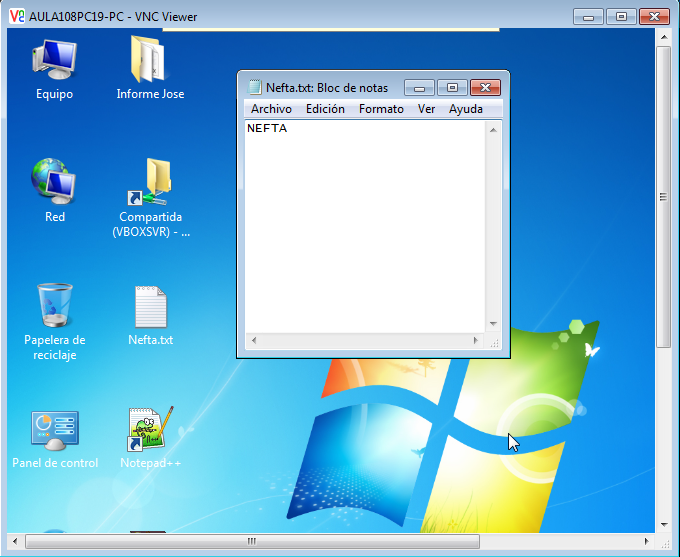 AULA108PC19-PC - VNC Viewer
Equipo
Informe Jose
Nefta.txt: Bloc de notas
Archivo Edición Formato Ver Ayuda
NEFTA
Red
Compartida
(VBOXSVR) - ...
Papelera de
reciclaje
Nefta.txt
Panel de control
Notepad++